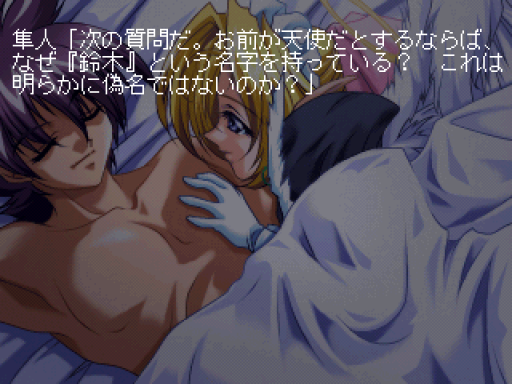 隼人「次の質問だ。お前が天使だとするならば、
なぜ『鈴木』という名字を持っている？　これは
明らかに偽名ではないのか？」